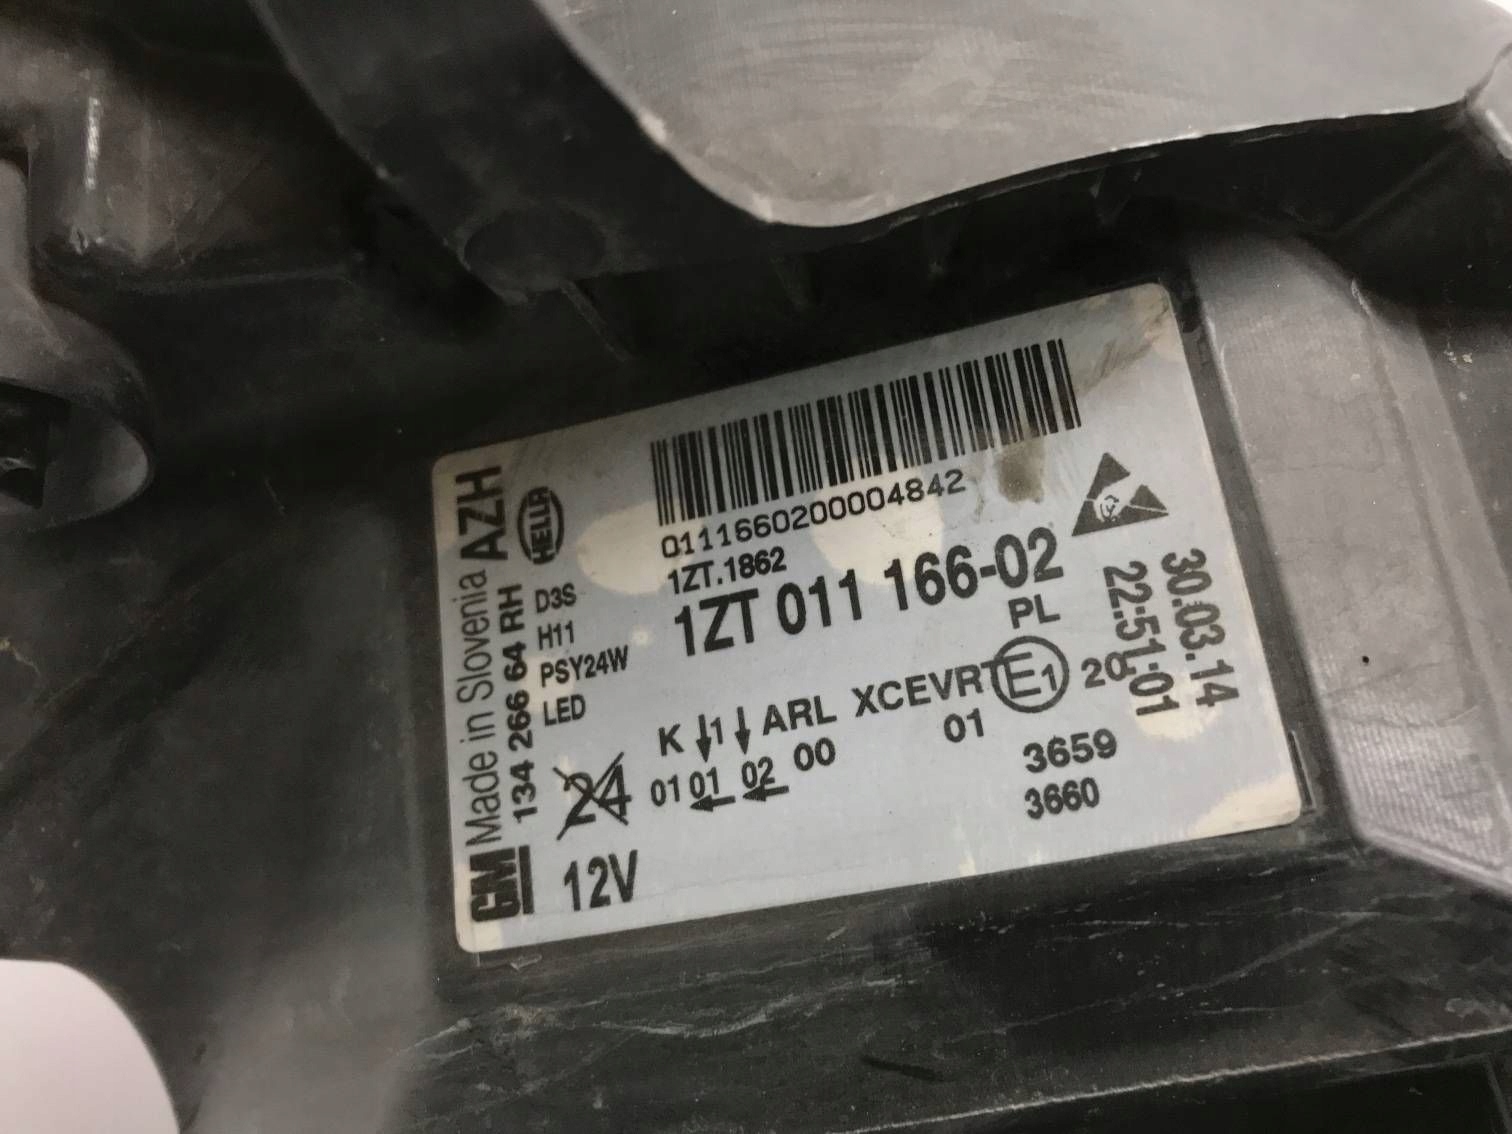 0111660200004842
1ZT.1862
1ZT 011 166-02
PL
HELLA
D3S
H11
PSY24W
LED
GM Made in Slovenia AZH
134 266 64 RH
24
12V
K 1 ARL XCEVRT E1 20
01 01 02 00 01
3659
3660
30.03.14
22:51:01